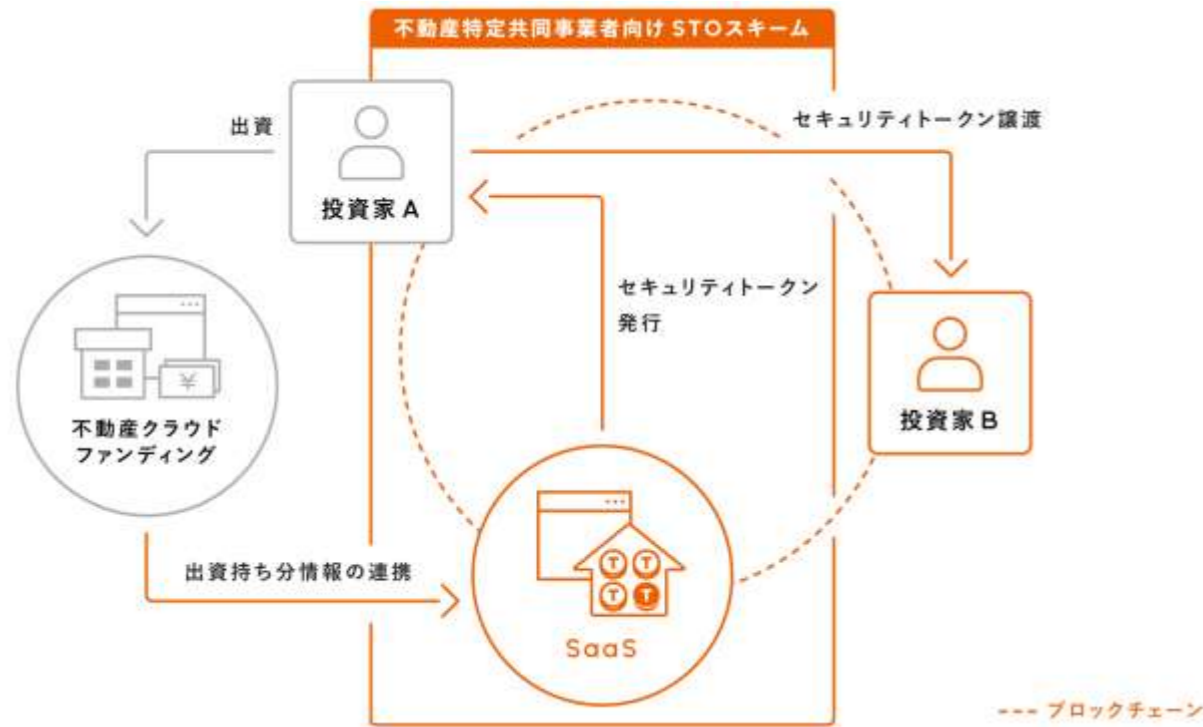 不動産特定共同事業者向け STOスキーム
出資
セキュリティトークン譲渡
投資家 A
セキュリティトークン
発行
¥
不動産クラウド
ファンディング
投資家 B
出資持ち分情報の連携
T T
T T
SaaS
ブロックチェーン